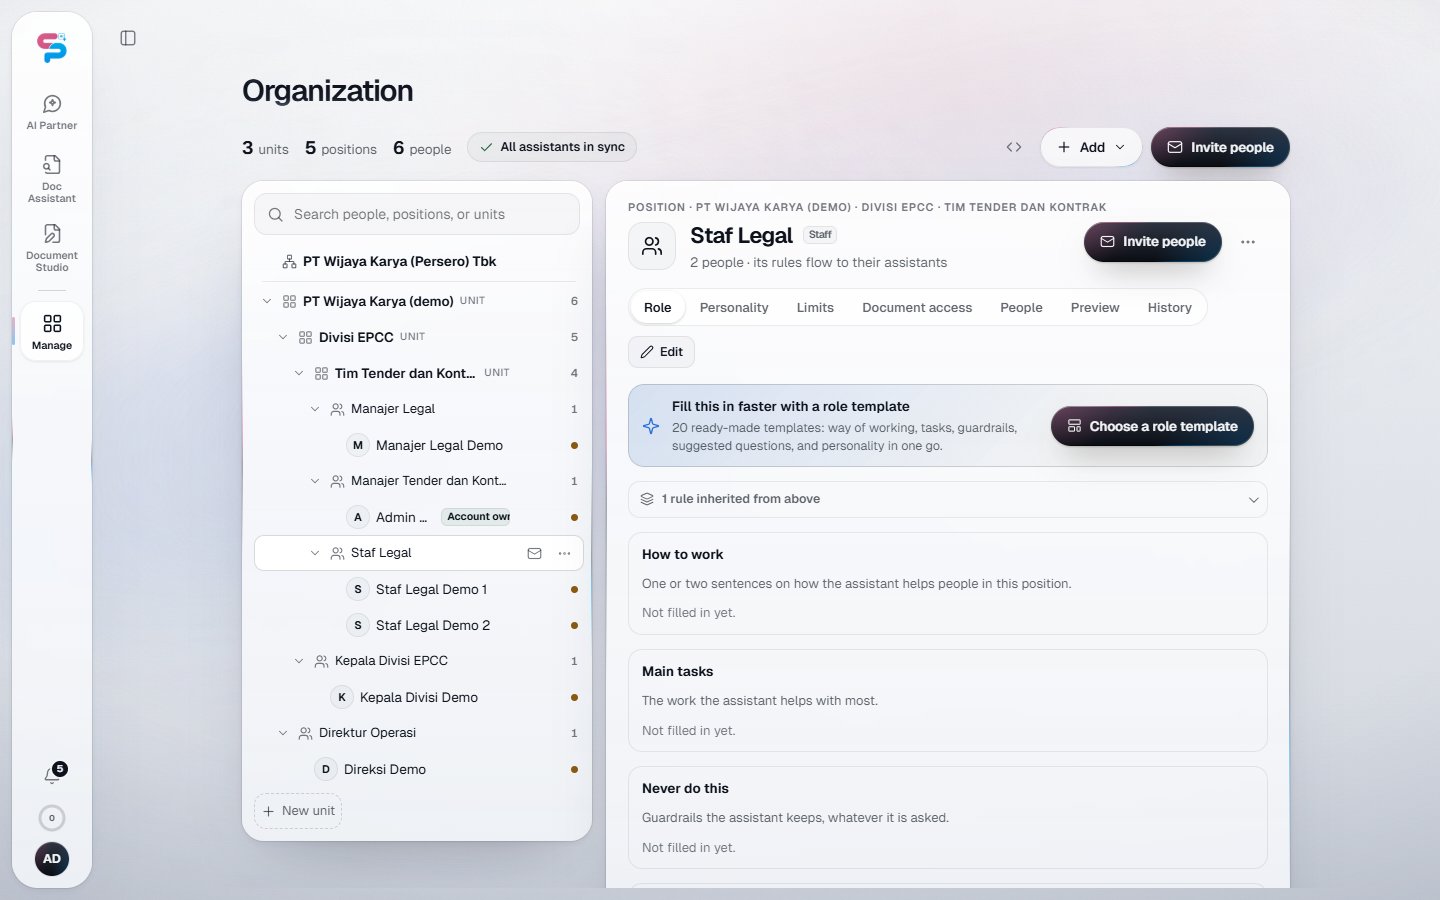 AI Partner
Doc
Assistant
Document
Studio
Manage
5
0
AD
Organization
3 units 5 positions 6 people All assistants in sync
Add
Invite people
Search people, positions, or units
PT Wijaya Karya (Persero) Tbk
PT Wijaya Karya (demo) UNIT 6
Divisi EPCC UNIT 5
Tim Tender dan Kont... UNIT 4
Manajer Legal 1
M Manajer Legal Demo
Manajer Tender dan Kont... 1
A Admin ... Account owr
Staf Legal
S Staf Legal Demo 1
S Staf Legal Demo 2
Kepala Divisi EPCC 1
K Kepala Divisi Demo
Direktur Operasi 1
D Direksi Demo
New unit
POSITION · PT WIJAYA KARYA (DEMO) · DIVISI EPCC · TIM TENDER DAN KONTRAK
Staf Legal Staff
2 people · its rules flow to their assistants
Invite people
Role Personality Limits Document access People Preview History
Edit
Fill this in faster with a role template
20 ready-made templates: way of working, tasks, guardrails,
suggested questions, and personality in one go.
Choose a role template
1 rule inherited from above
How to work
One or two sentences on how the assistant helps people in this position.
Not filled in yet.
Main tasks
The work the assistant helps with most.
Not filled in yet.
Never do this
Guardrails the assistant keeps, whatever it is asked.
Not filled in yet.